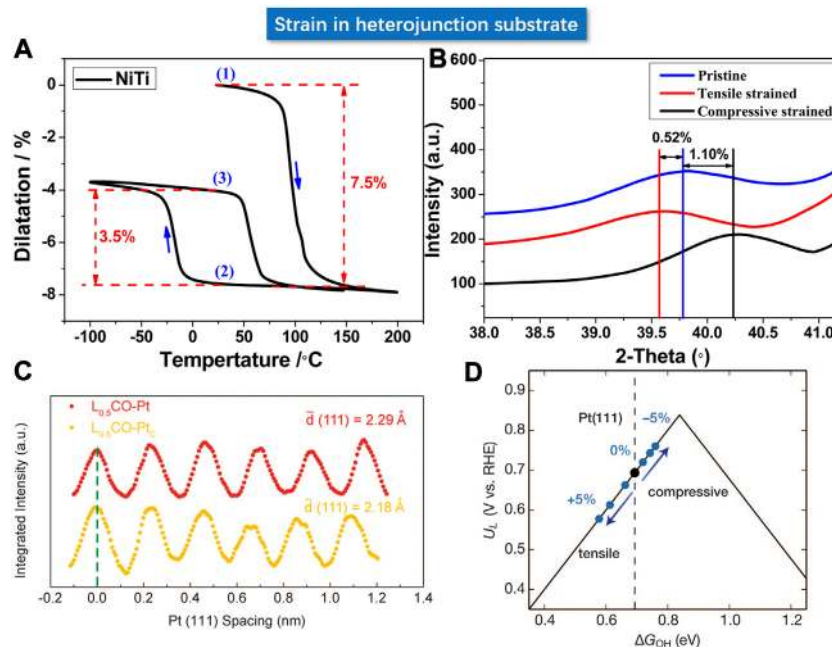 Strain in heterojunction substrate
A
NiTi
(1)
(3)
(2)
7.5%
3.5%
Dilatation / %
0
-2
-4
-6
-8
-100 -50 0 50 100 150 200
Tempertature /°C
B
Pristine
Tensile strained
Compressive strained
0.52%
1.10%
Intensity (a.u.)
600
500
400
300
200
100
38.0 38.5 39.0 39.5 40.0 40.5 41.0
2-Theta (°)
C
L0.5CO-Pt
L0.5CO-PtC
d̄ (111) = 2.29 Å
d̄ (111) = 2.18 Å
Integrated Intensity (a.u.)
-0.2 0.0 0.2 0.4 0.6 0.8 1.0 1.2 1.4
Pt (111) Spacing (nm)
D
Pt(111)
−5%
0%
+5%
compressive
tensile
UL (V vs. RHE)
0.9
0.8
0.7
0.6
0.5
0.4
0.4 0.6 0.8 1.0 1.2
ΔGOH (eV)